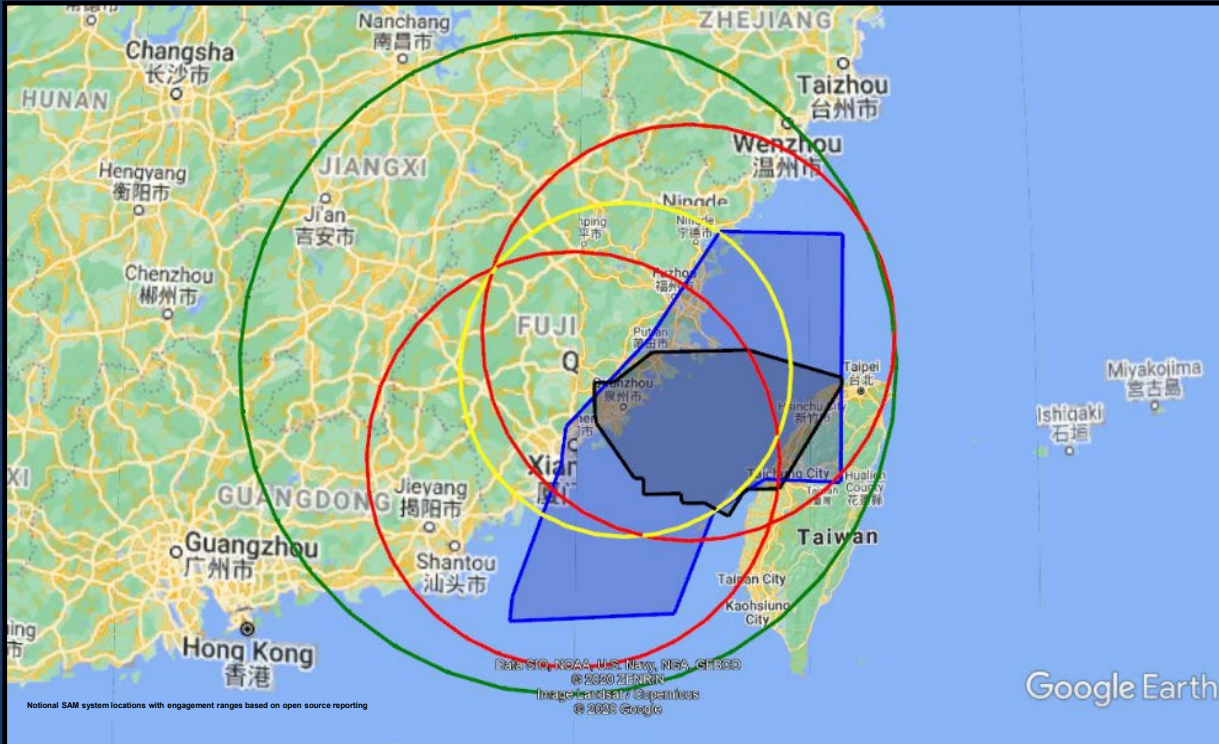 Nanchang
南昌市
ZHEJIANG
Changsha
长沙市
Taizhou
台州市
HUNAN
Wenzhou
温州市
JIANGXI
Hengyang
衡阳市
Ji'an
吉安市
Ningde
Ningde
宁德市
Chenzhou
郴州市
福州市
FUJI
莆田市
Q
Quanzhou
泉州市
Taipei
台北
Miyakojima
宮古島
Hsinchu City
新竹市
Ishigaki
石垣
Taichung City
Hualien
County
花蓮縣
XI
GUANGDONG
Jieyang
揭阳市
Xiam
Guangzhou
广州市
Taiwan
Shantou
汕头市
Tainan City
Kaohsiung
City
Hong Kong
香港
Data SIO, NOAA, U.S. Navy, NGA, GEBCO
© 2020 ZENRIN
Image Landsat / Copernicus
© 2020 Google
Google Earth
Notional SAM system locations with engagement ranges based on open source reporting